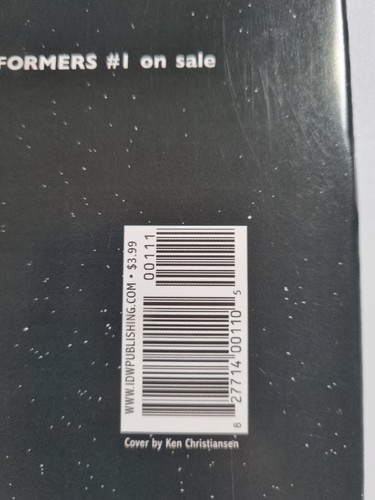 FORMERS #1 on sale
WWW.IDWPUBLISHING.COM • $3.99
00111
8 27714 00110 5
Cover by Ken Christiansen